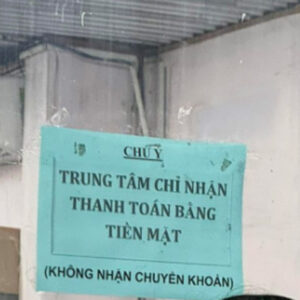 CHÚ Ý
TRUNG TÂM CHỈ NHẬN
THANH TOÁN BẰNG
TIỀN MẶT
(KHÔNG NHẬN CHUYỂN KHOẢN)